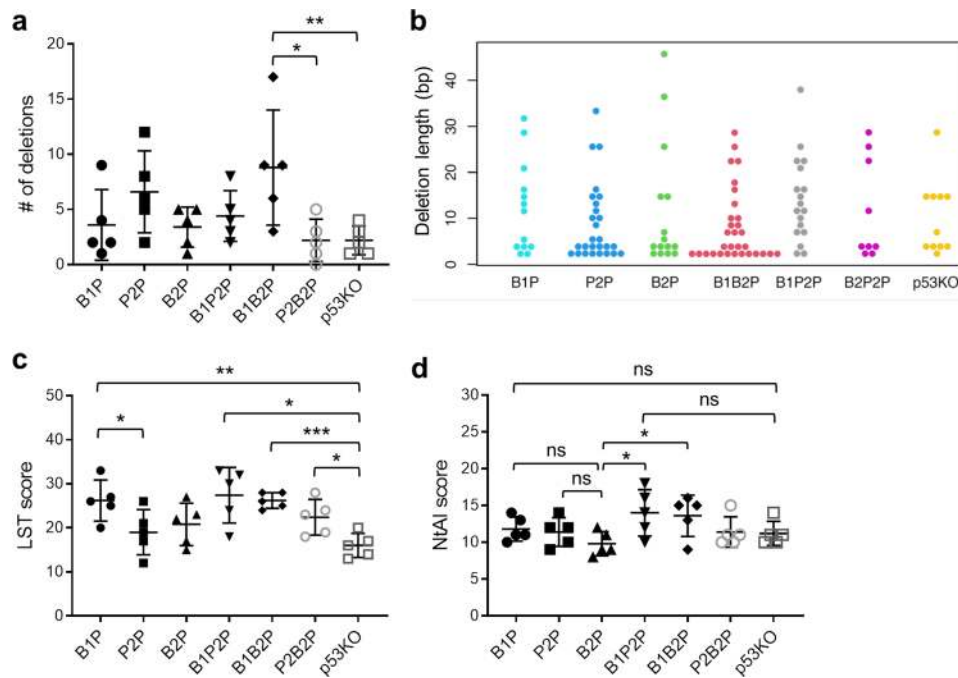 a
**
*
# of deletions
20
15
10
5
0
B1P
P2P
B2P
B1P2P
B1B2P
P2B2P
p53KO
b
Deletion length (bp)
40
30
20
10
0
B1P P2P B2P B1B2P B1P2P B2P2P p53KO
c
**
*
*
***
*
LST score
50
40
30
20
10
0
B1P
P2P
B2P
B1P2P
B1B2P
P2B2P
p53KO
d
ns
ns
ns
*
ns
*
NtAI score
30
25
20
15
10
5
0
B1P
P2P
B2P
B1P2P
B1B2P
P2B2P
p53KO